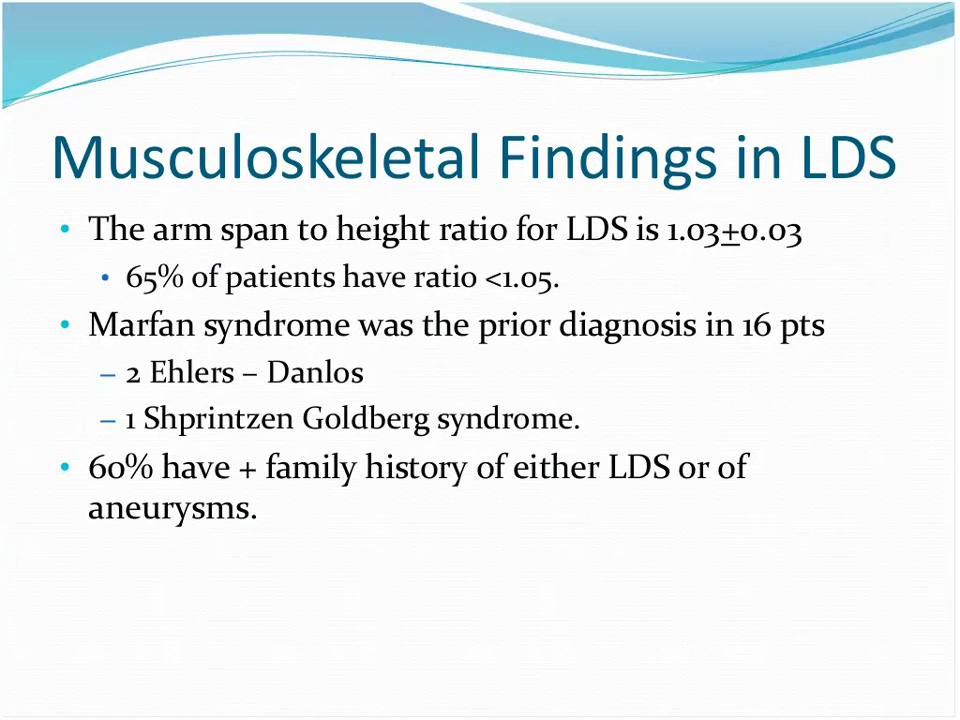 Musculoskeletal Findings in LDS
• The arm span to height ratio for LDS is 1.03±0.03
• 65% of patients have ratio <1.05.
• Marfan syndrome was the prior diagnosis in 16 pts
– 2 Ehlers – Danlos
– 1 Shprintzen Goldberg syndrome.
• 60% have + family history of either LDS or of
aneurysms.